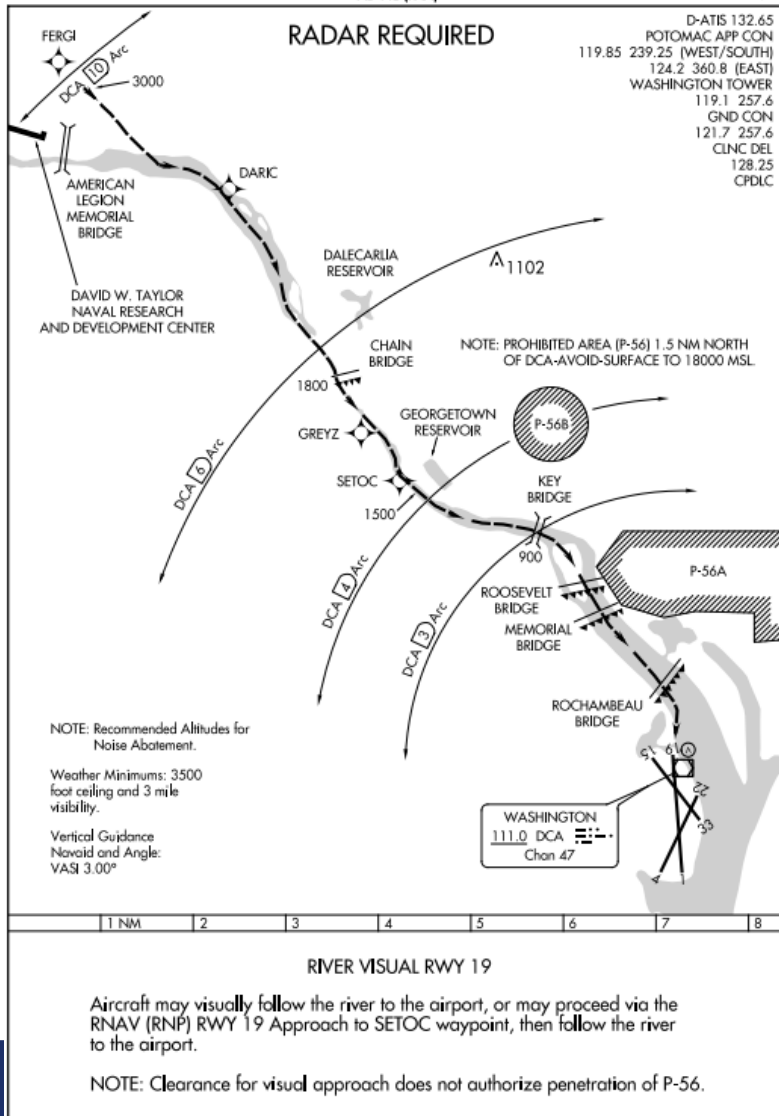 RADAR REQUIRED
D-ATIS 132.65
POTOMAC APP CON
119.85 239.25 (WEST/SOUTH)
124.2 360.8 (EAST)
WASHINGTON TOWER
119.1 257.6
GND CON
121.7 257.6
CLNC DEL
128.25
CPDLC
FERGI
DCA 10 Arc
3000
AMERICAN
LEGION
MEMORIAL
BRIDGE
DARIC
DAVID W. TAYLOR
NAVAL RESEARCH
AND DEVELOPMENT CENTER
DALECARLIA
RESERVOIR
1102
NOTE: PROHIBITED AREA (P-56) 1.5 NM NORTH
OF DCA-AVOID-SURFACE TO 18000 MSL.
CHAIN
BRIDGE
1800
GREYZ
GEORGETOWN
RESERVOIR
P-56B
DCA 6 Arc
SETOC
1500
KEY
BRIDGE
900
P-56A
DCA 4 Arc
ROOSEVELT
BRIDGE
MEMORIAL
BRIDGE
DCA 3 Arc
ROCHAMBEAU
BRIDGE
NOTE: Recommended Altitudes for
Noise Abatement.
Weather Minimums: 3500
foot ceiling and 3 mile
visibility.
Vertical Guidance
Navaid and Angle:
VASI 3.00°
15
19
V
22
33
4
1
WASHINGTON
111.0 DCA
Chan 47
1 NM 2 3 4 5 6 7 8
RIVER VISUAL RWY 19
Aircraft may visually follow the river to the airport, or may proceed via the
RNAV (RNP) RWY 19 Approach to SETOC waypoint, then follow the river
to the airport.
NOTE: Clearance for visual approach does not authorize penetration of P-56.